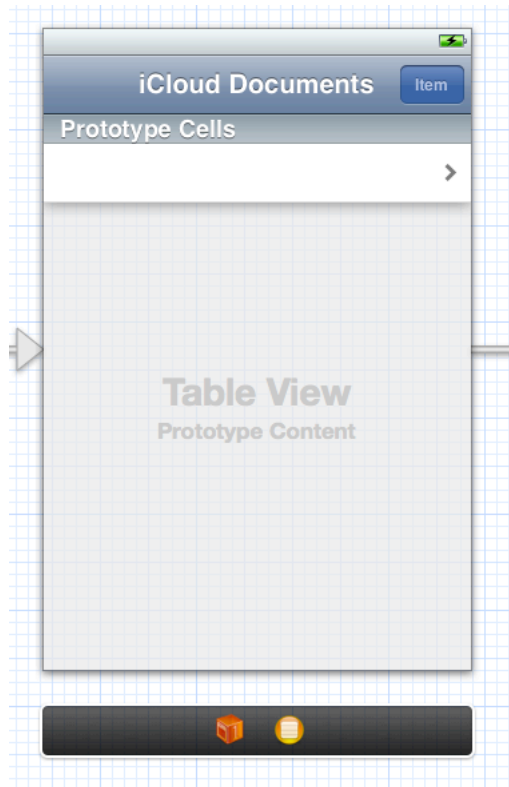 iCloud Documents
Item
Prototype Cells
Table View
Prototype Content